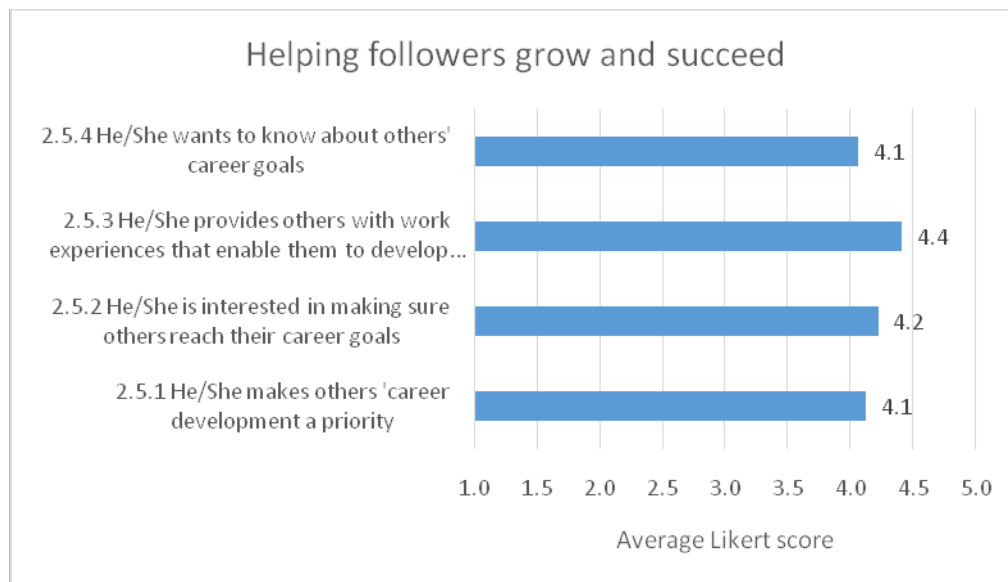 Helping followers grow and succeed
2.5.4 He/She wants to know about others'
career goals
4.1
2.5.3 He/She provides others with work
experiences that enable them to develop ...
4.4
2.5.2 He/She is interested in making sure
others reach their career goals
4.2
2.5.1 He/She makes others 'career
development a priority
4.1
1.0 1.5 2.0 2.5 3.0 3.5 4.0 4.5 5.0
Average Likert score